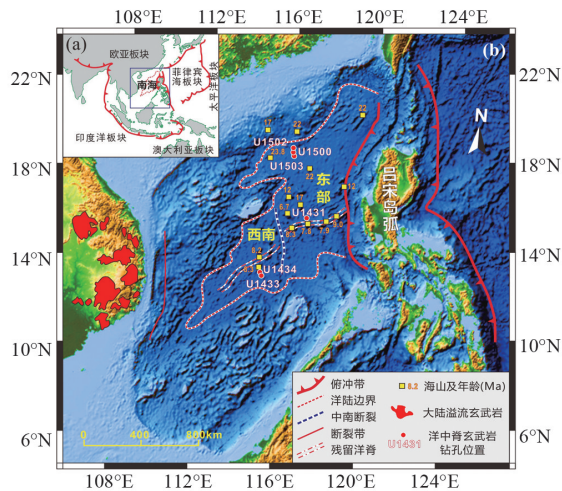 108°E 112°E 116°E 120°E 124°E
(a)
欧亚板块
菲律宾
海板块
太平洋板块
南海
印度洋板块
澳大利亚板块
(b)
N
22°N
18°N
14°N
10°N
6°N
22
17
22
U1502
U1500
23.5
U1503
22
东部
12
17
U1431
西南
U1434
U1433
吕宋岛弧
0 400 800km
俯冲带
洋陆边界
中南断裂
断裂带
残留洋脊
8.2 海山及年龄(Ma)
大陆溢流玄武岩
U1431
洋中脊玄武岩
钻孔位置
22°N
18°N
14°N
10°N
6°N
108°E 112°E 116°E 120°E 124°E